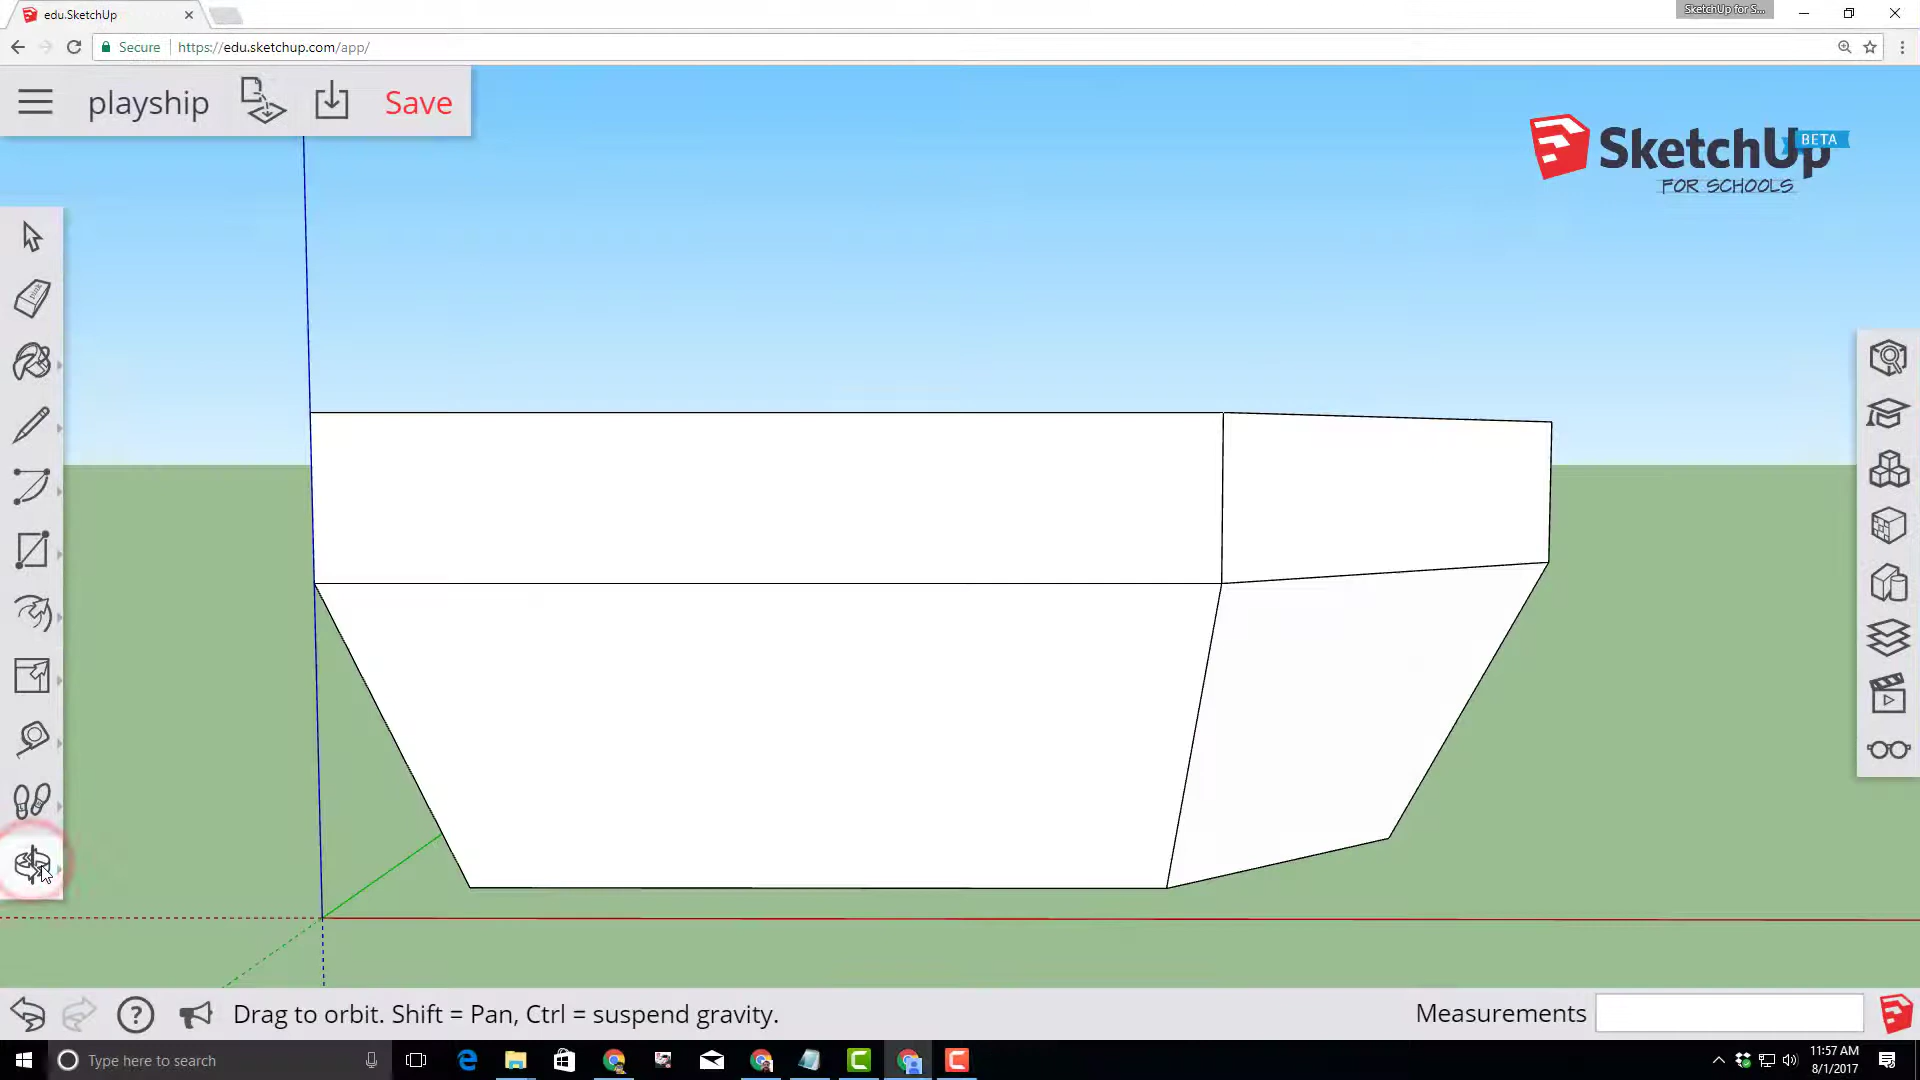 edu.SketchUp
SketchUp for S...
Secure
https://edu.sketchup.com/app/
playship
Save
SketchUp
BETA
FOR SCHOOLS
Drag to orbit. Shift = Pan, Ctrl = suspend gravity.
Measurements
Type here to search
11:57 AM
8/1/2017